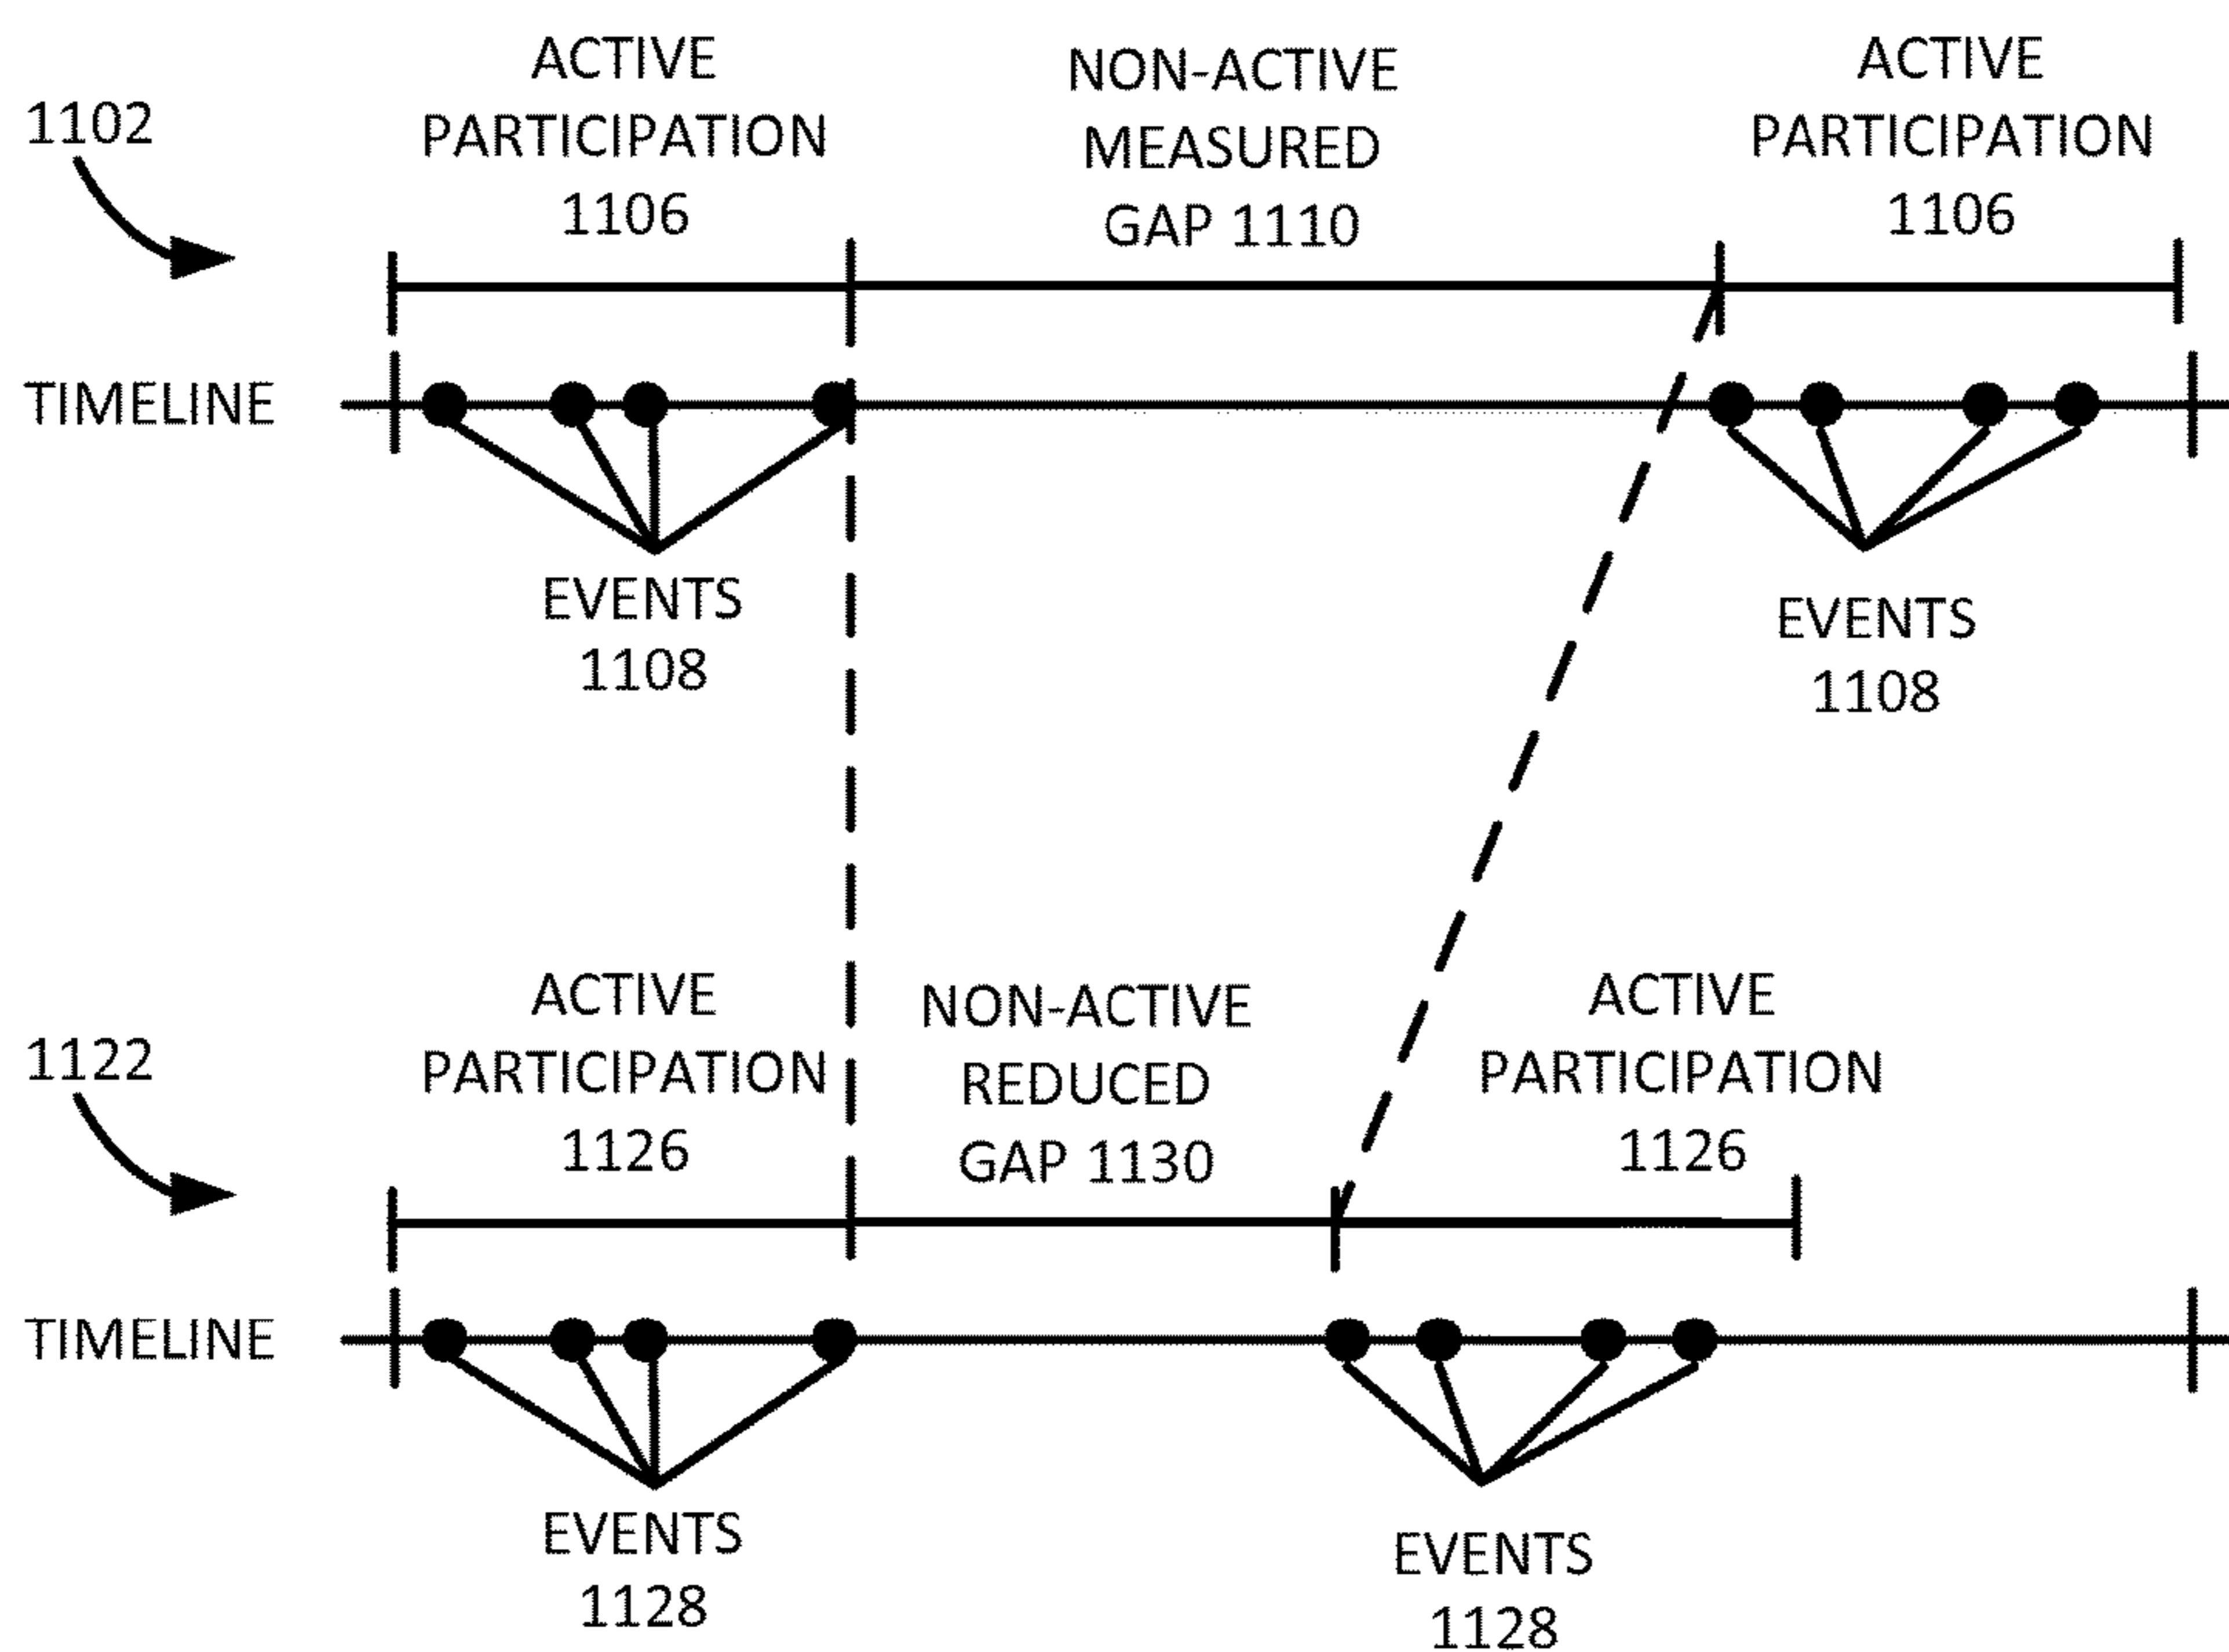 1102
ACTIVE
PARTICIPATION
1106
NON-ACTIVE
MEASURED
GAP 1110
ACTIVE
PARTICIPATION
1106
TIMELINE
EVENTS
1108
EVENTS
1108
1122
ACTIVE
PARTICIPATION
1126
NON-ACTIVE
REDUCED
GAP 1130
ACTIVE
PARTICIPATION
1126
TIMELINE
EVENTS
1128
EVENTS
1128